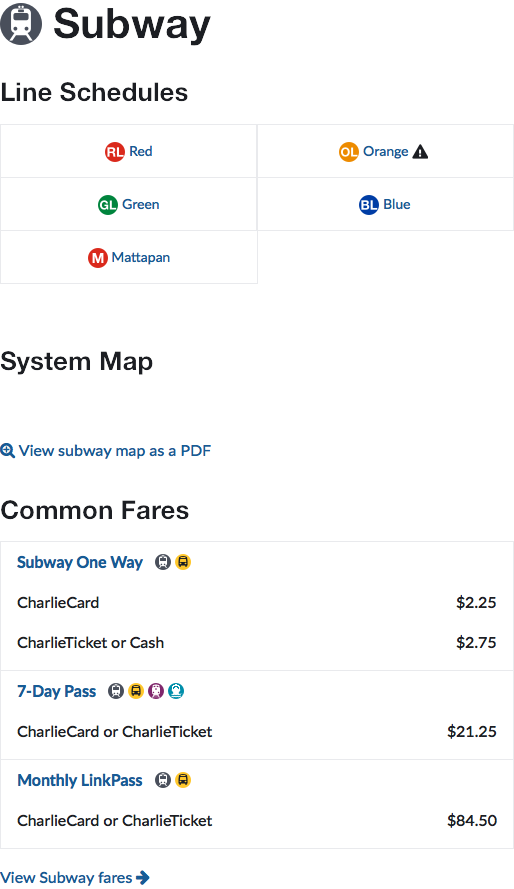 Subway
Line Schedules
RL Red
OL Orange
GL Green
BL Blue
M Mattapan
System Map
View subway map as a PDF
Common Fares
Subway One Way
CharlieCard $2.25
CharlieTicket or Cash $2.75
7-Day Pass
CharlieCard or CharlieTicket $21.25
Monthly LinkPass
CharlieCard or CharlieTicket $84.50
View Subway fares